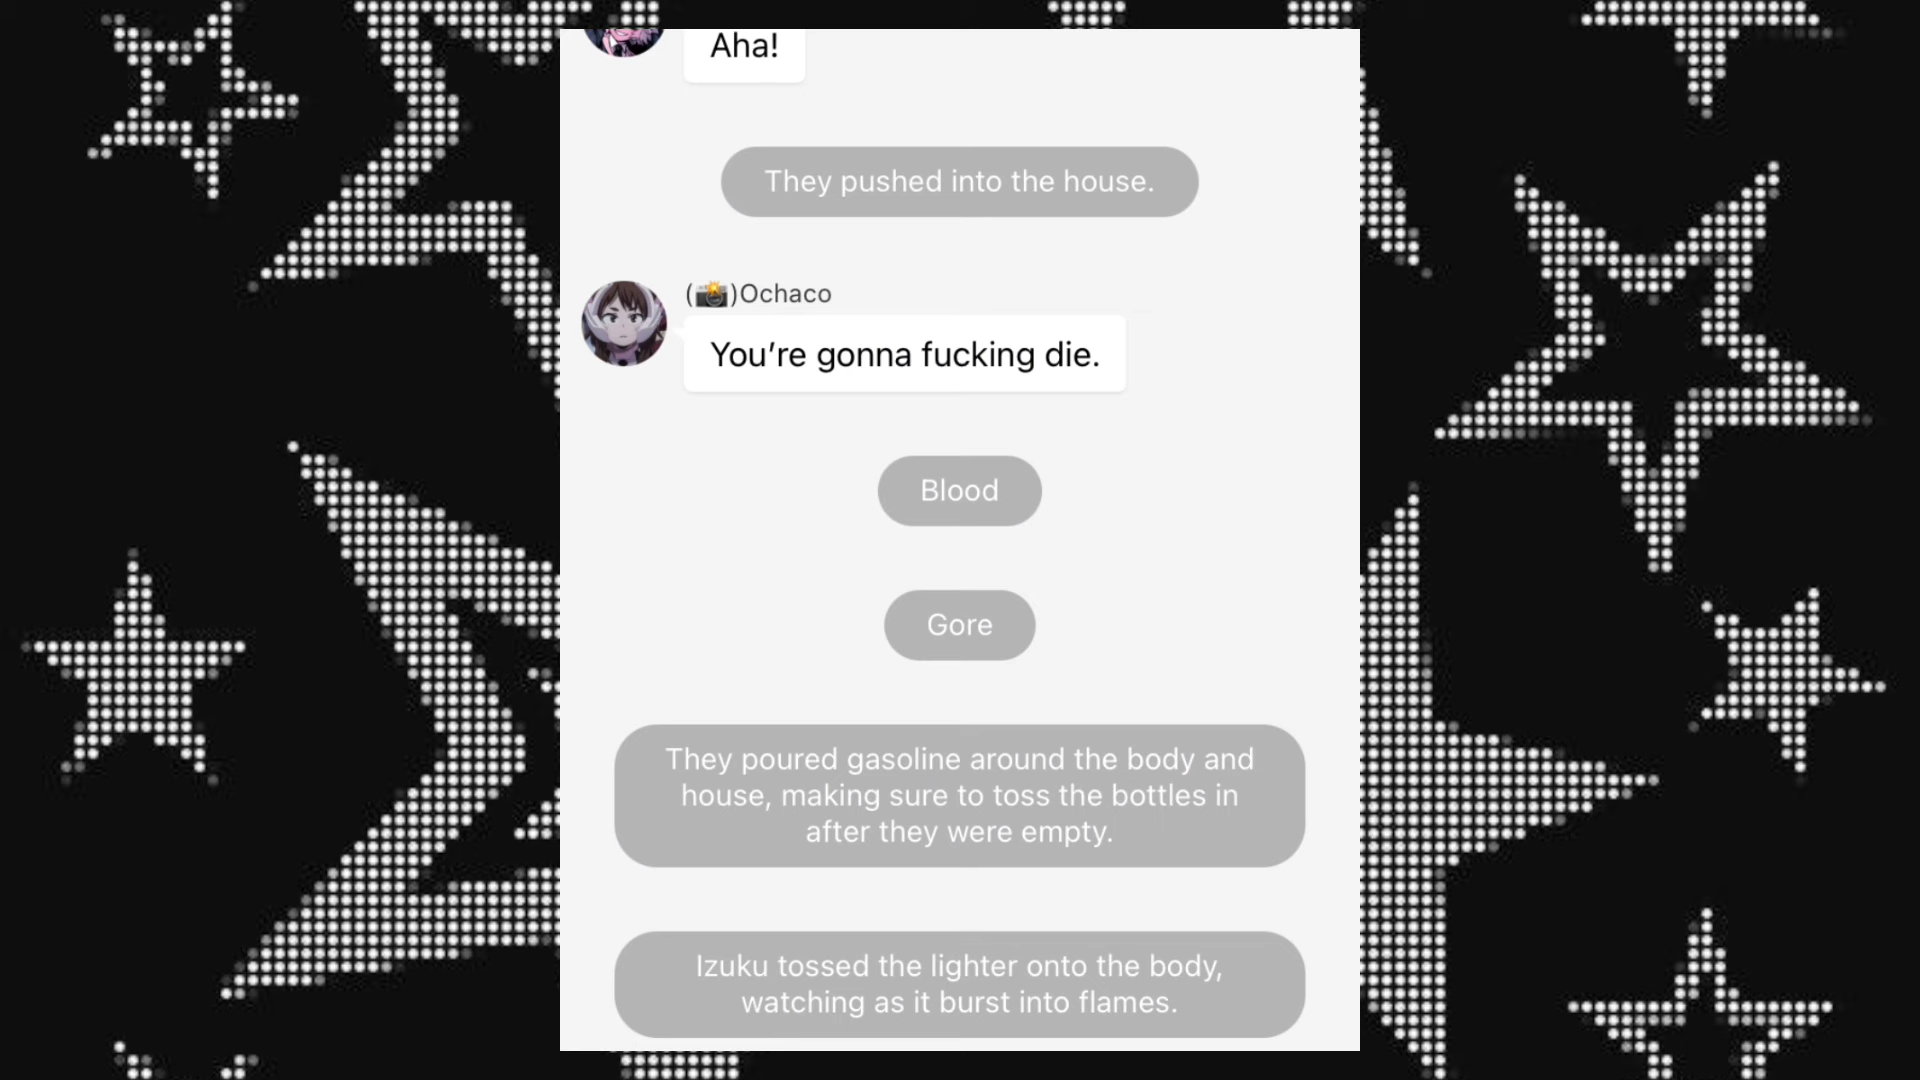 Aha!
They pushed into the house.
(📸)Ochaco
You’re gonna fucking die.
Blood
Gore
They poured gasoline around the body and
house, making sure to toss the bottles in
after they were empty.
Izuku tossed the lighter onto the body,
watching as it burst into flames.